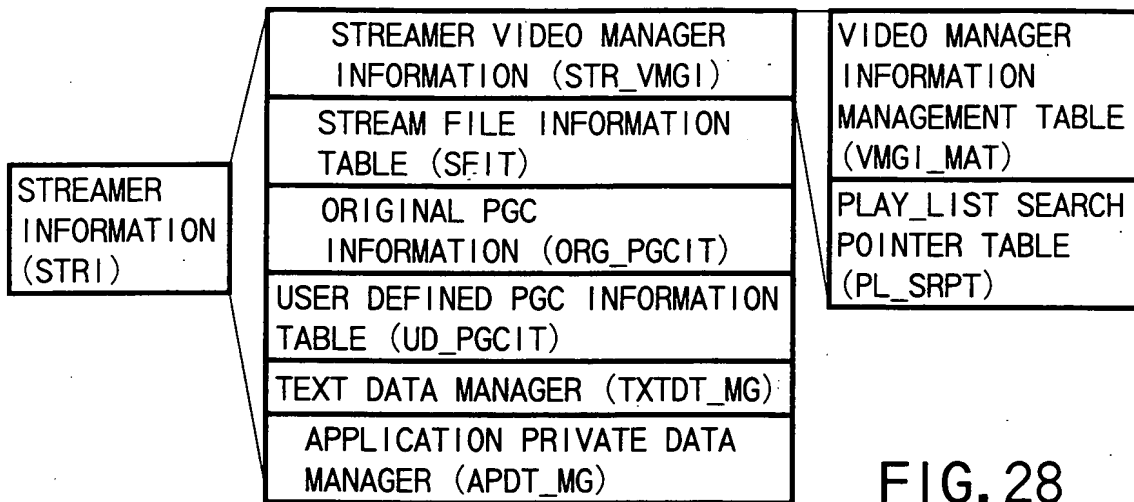 STREAMER
INFORMATION
(STRI)
STREAMER VIDEO MANAGER
INFORMATION (STR_VMGI)
STREAM FILE INFORMATION
TABLE (SFIT)
ORIGINAL PGC
INFORMATION (ORG_PGCIT)
USER DEFINED PGC INFORMATION
TABLE (UD_PGCIT)
TEXT DATA MANAGER (TXTDT_MG)
APPLICATION PRIVATE DATA
MANAGER (APDT_MG)
VIDEO MANAGER
INFORMATION
MANAGEMENT TABLE
(VMGI_MAT)
PLAY_LIST SEARCH
POINTER TABLE
(PL_SRPT)
FIG. 28